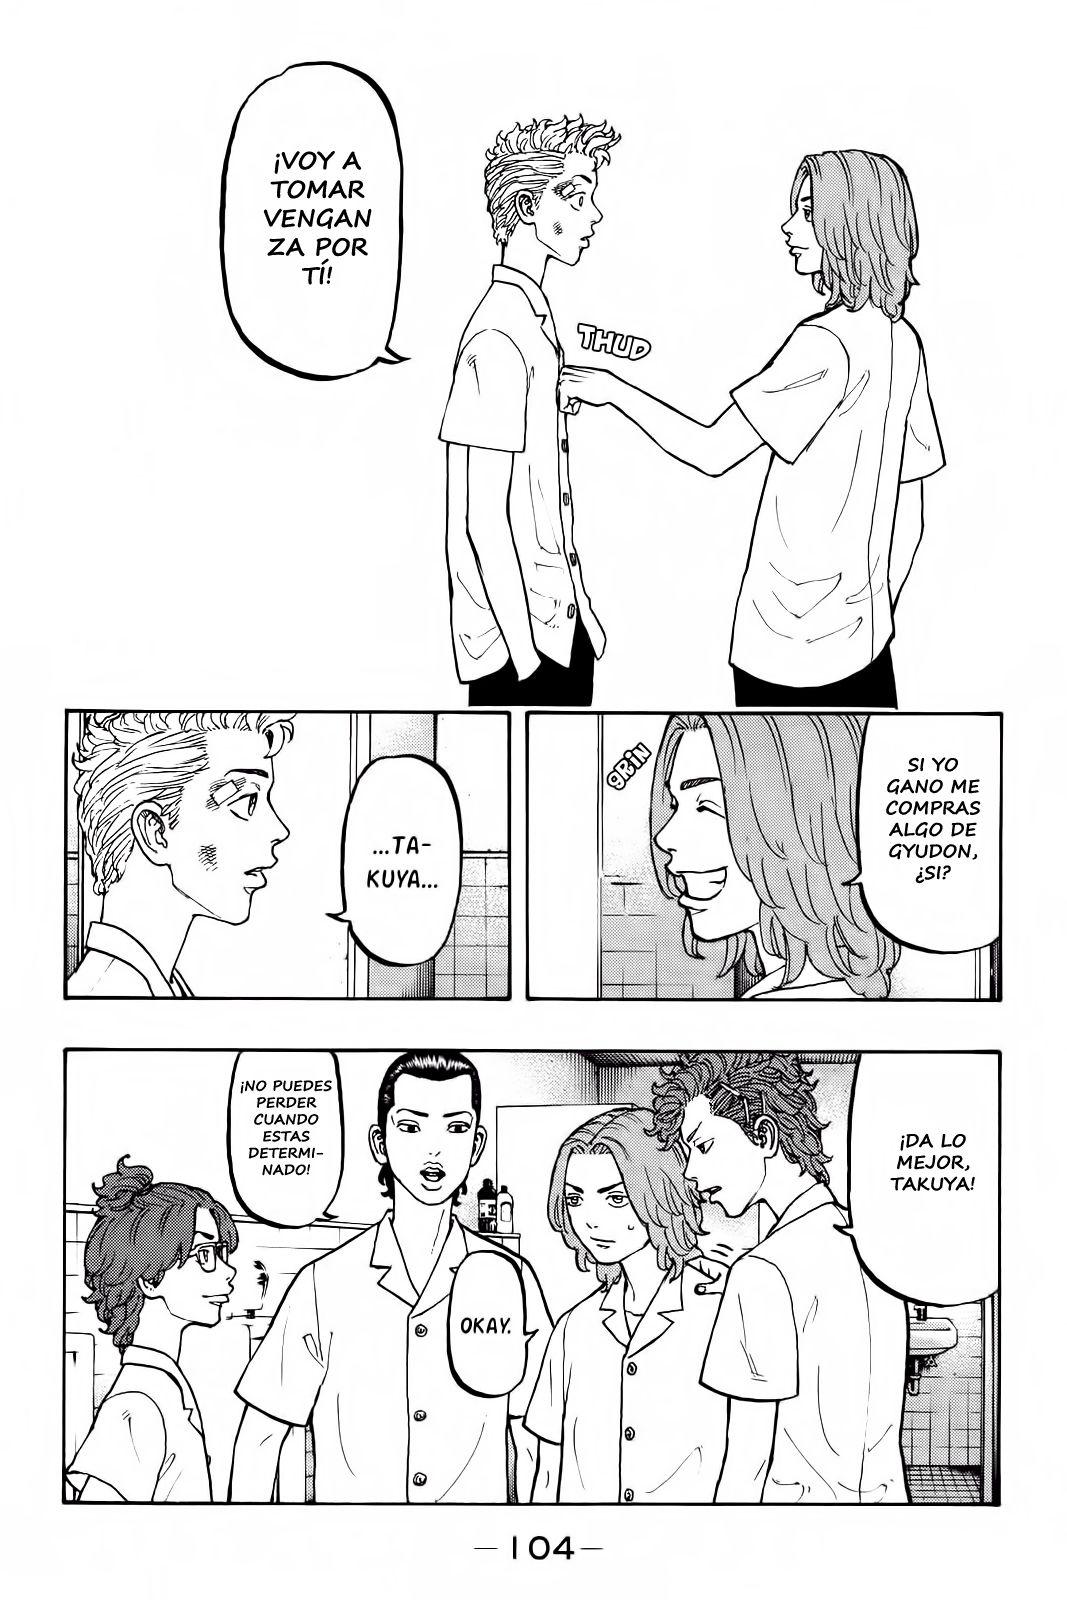 ¡VOY A
TOMAR
VENGAN
ZA POR
TÍ!
THUD
SI YO
GANO ME
COMPRAS
ALGO DE
GYUDON,
¿SI?
GRIN
...TA-
KUYA...
¡DA LO
MEJOR,
TAKUYA!
¡NO PUEDES
PERDER
CUANDO
ESTAS
DETERMI-
NADO!
OKAY.
—104—